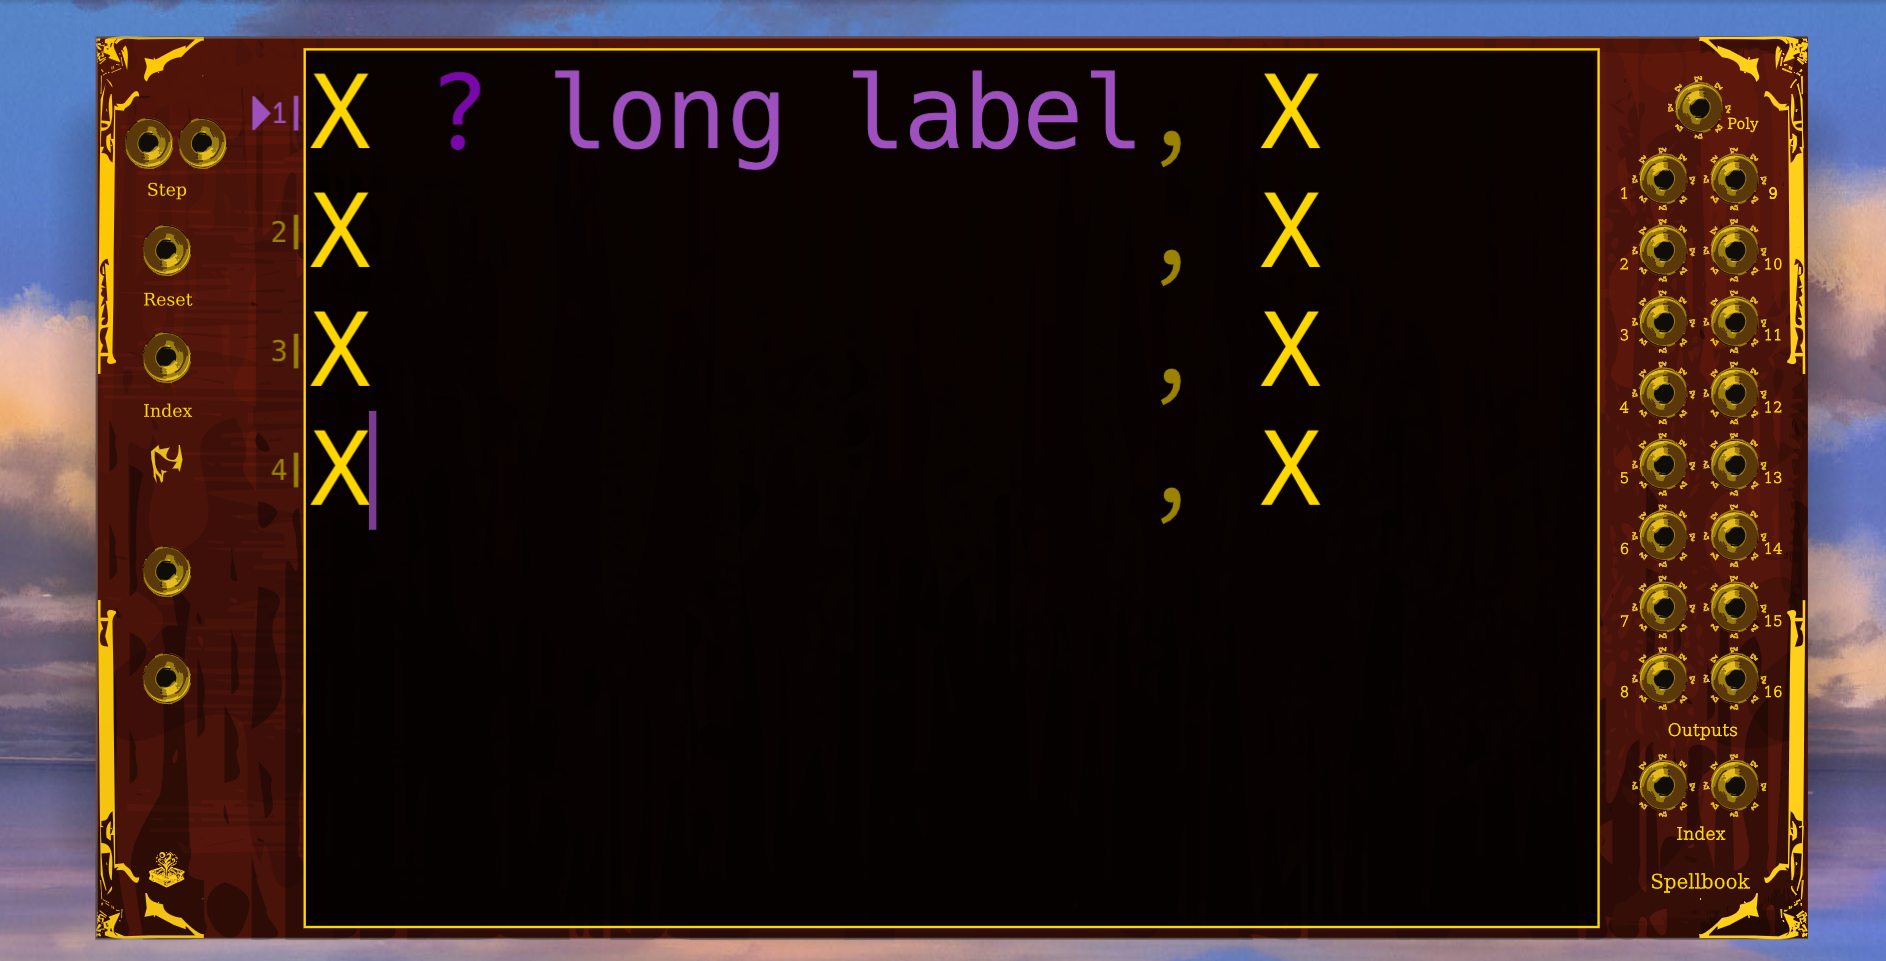 1 X ? long label, X
2 X , X
3 X , X
4 X , X
Step
Reset
Index
Poly
1 9
2 10
3 11
4 12
5 13
6 14
7 15
8 16
Outputs
Index
Spellbook